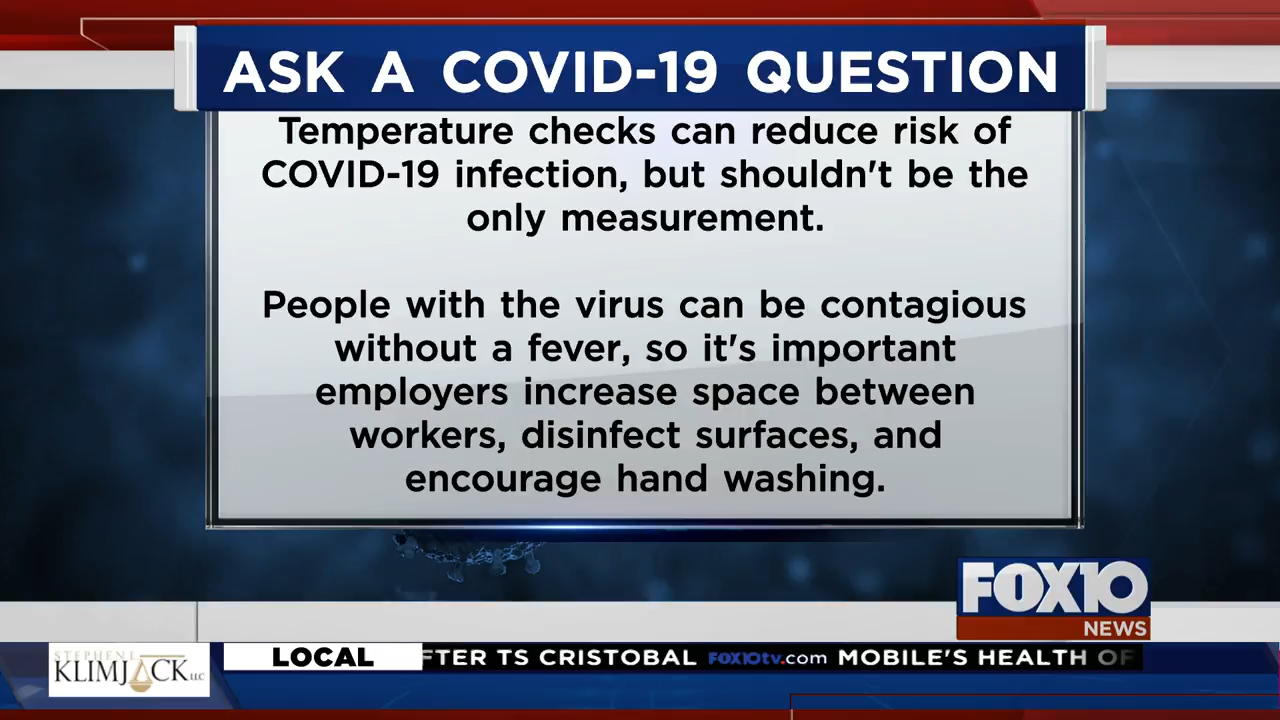 ASK A COVID-19 QUESTION
Temperature checks can reduce risk of
COVID-19 infection, but shouldn't be the
only measurement.
People with the virus can be contagious
without a fever, so it's important
employers increase space between
workers, disinfect surfaces, and
encourage hand washing.
FOX10
NEWS
STEPHEN L
KLIMJACK LLC
LOCAL
FTER TS CRISTOBAL FOX10tv.com MOBILE'S HEALTH OF